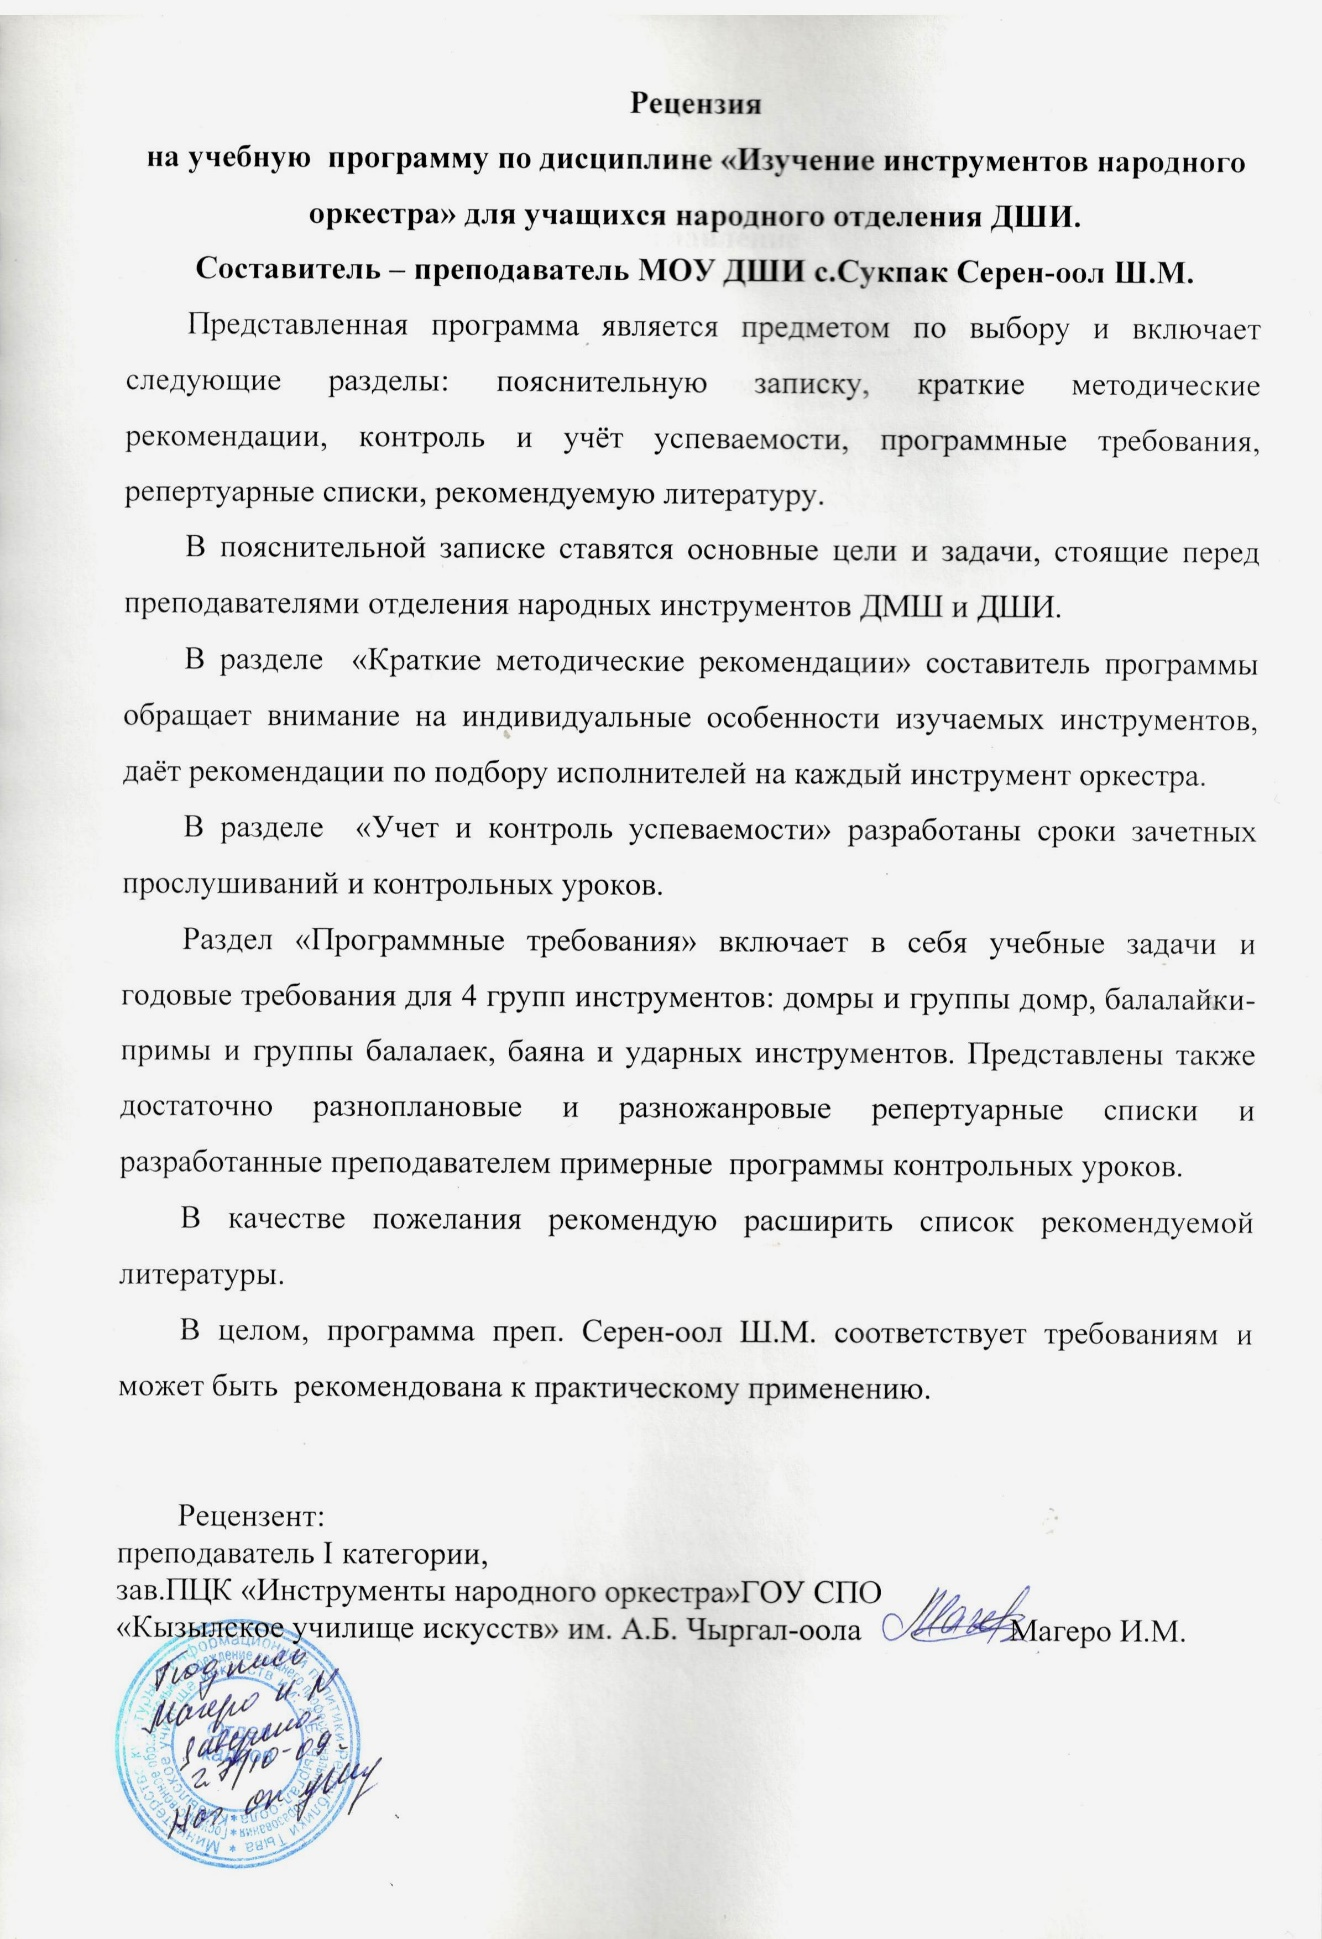 Рецензия
на учебную  программу по дисциплине «Изучение инструментов народного
оркестра» для учащихся народного отделения ДШИ.
Составитель – преподаватель МОУ ДШИ с.Сукпак Серен-оол Ш.М.
Представленная программа является предметом по выбору и включает
следующие разделы: пояснительную записку, краткие методические
рекомендации, контроль и учёт успеваемости, программные требования,
репертуарные списки, рекомендуемую литературу.
В пояснительной записке ставятся основные цели и задачи, стоящие перед
преподавателями отделения народных инструментов ДМШ и ДШИ.
В разделе  «Краткие методические рекомендации» составитель программы
обращает внимание на индивидуальные особенности изучаемых инструментов,
даёт рекомендации по подбору исполнителей на каждый инструмент оркестра.
В разделе  «Учет и контроль успеваемости» разработаны сроки зачетных
прослушиваний и контрольных уроков.
Раздел «Программные требования» включает в себя учебные задачи и
годовые требования для 4 групп инструментов: домры и группы домр, балалайки-
примы и группы балалаек, баяна и ударных инструментов. Представлены также
достаточно разноплановые и разножанровые репертуарные списки и
разработанные преподавателем примерные  программы контрольных уроков.
В качестве пожелания рекомендую расширить список рекомендуемой
литературы.
В целом, программа преп. Серен-оол Ш.М. соответствует требованиям и
может быть  рекомендована к практическому применению.
Рецензент:
преподаватель I категории,
зав.ПЦК «Инструменты народного оркестра»ГОУ СПО
«Кызылское училище искусств» им. А.Б. Чыргал-оола
Магеро И.М.
Подпись
Магеро И М
заверяю